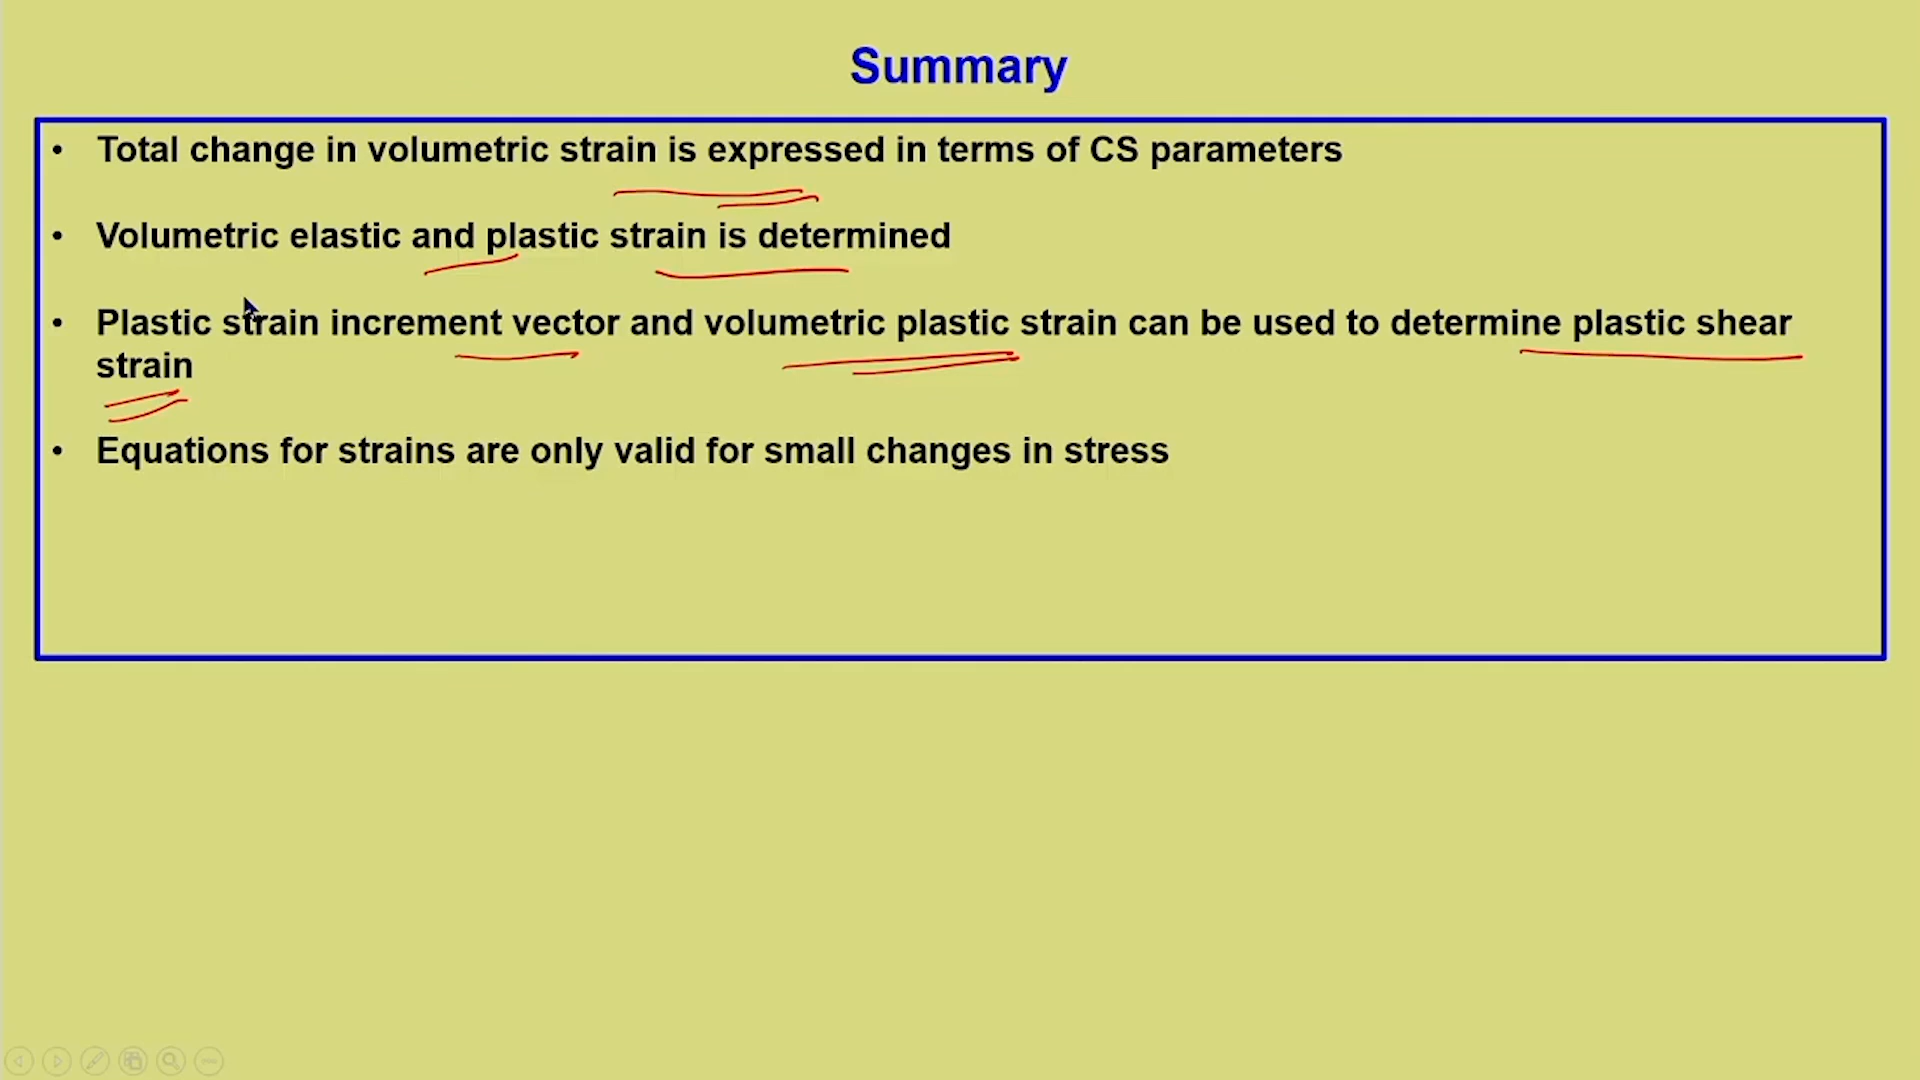 Summary
• Total change in volumetric strain is expressed in terms of CS parameters
• Volumetric elastic and plastic strain is determined
• Plastic strain increment vector and volumetric plastic strain can be used to determine plastic shear
strain
• Equations for strains are only valid for small changes in stress